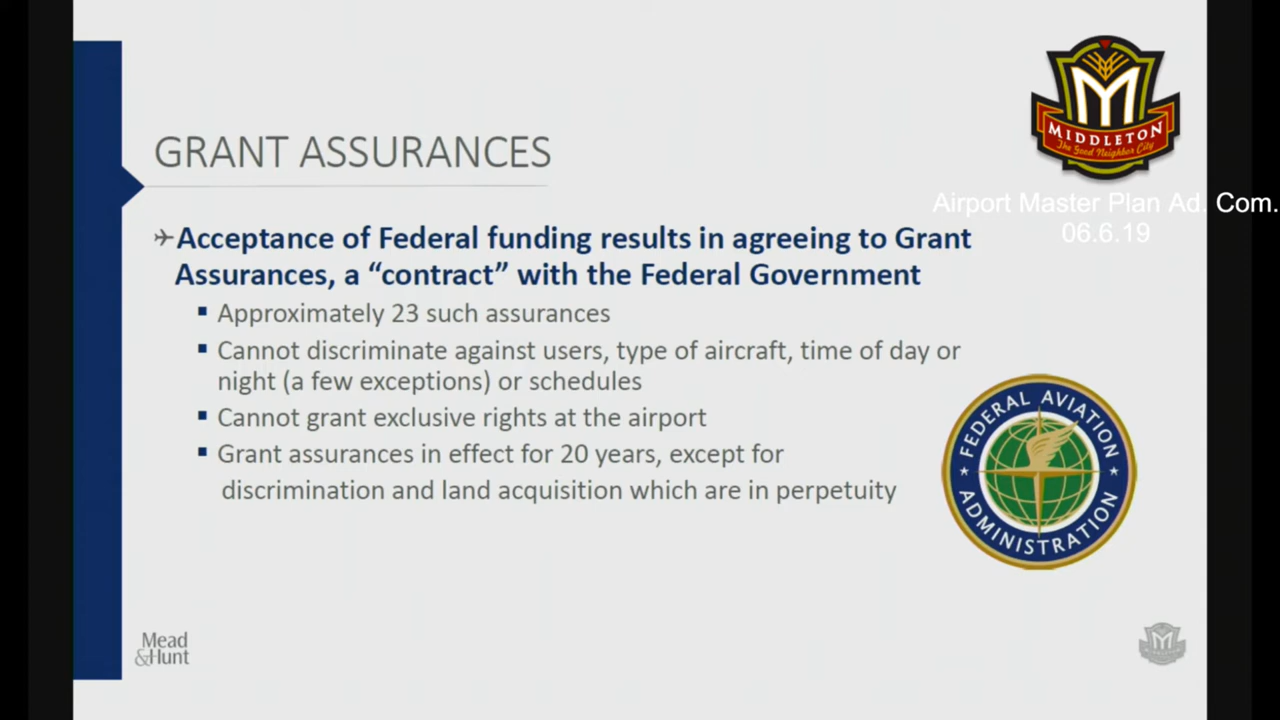 MIDDLETON
The Good Neighbor City
Airport Master Plan Ad. Com.
06.6.19
GRANT ASSURANCES
Acceptance of Federal funding results in agreeing to Grant
Assurances, a “contract” with the Federal Government
Approximately 23 such assurances
Cannot discriminate against users, type of aircraft, time of day or
night (a few exceptions) or schedules
Cannot grant exclusive rights at the airport
Grant assurances in effect for 20 years, except for
discrimination and land acquisition which are in perpetuity
FEDERAL AVIATION
ADMINISTRATION
Mead
&Hunt